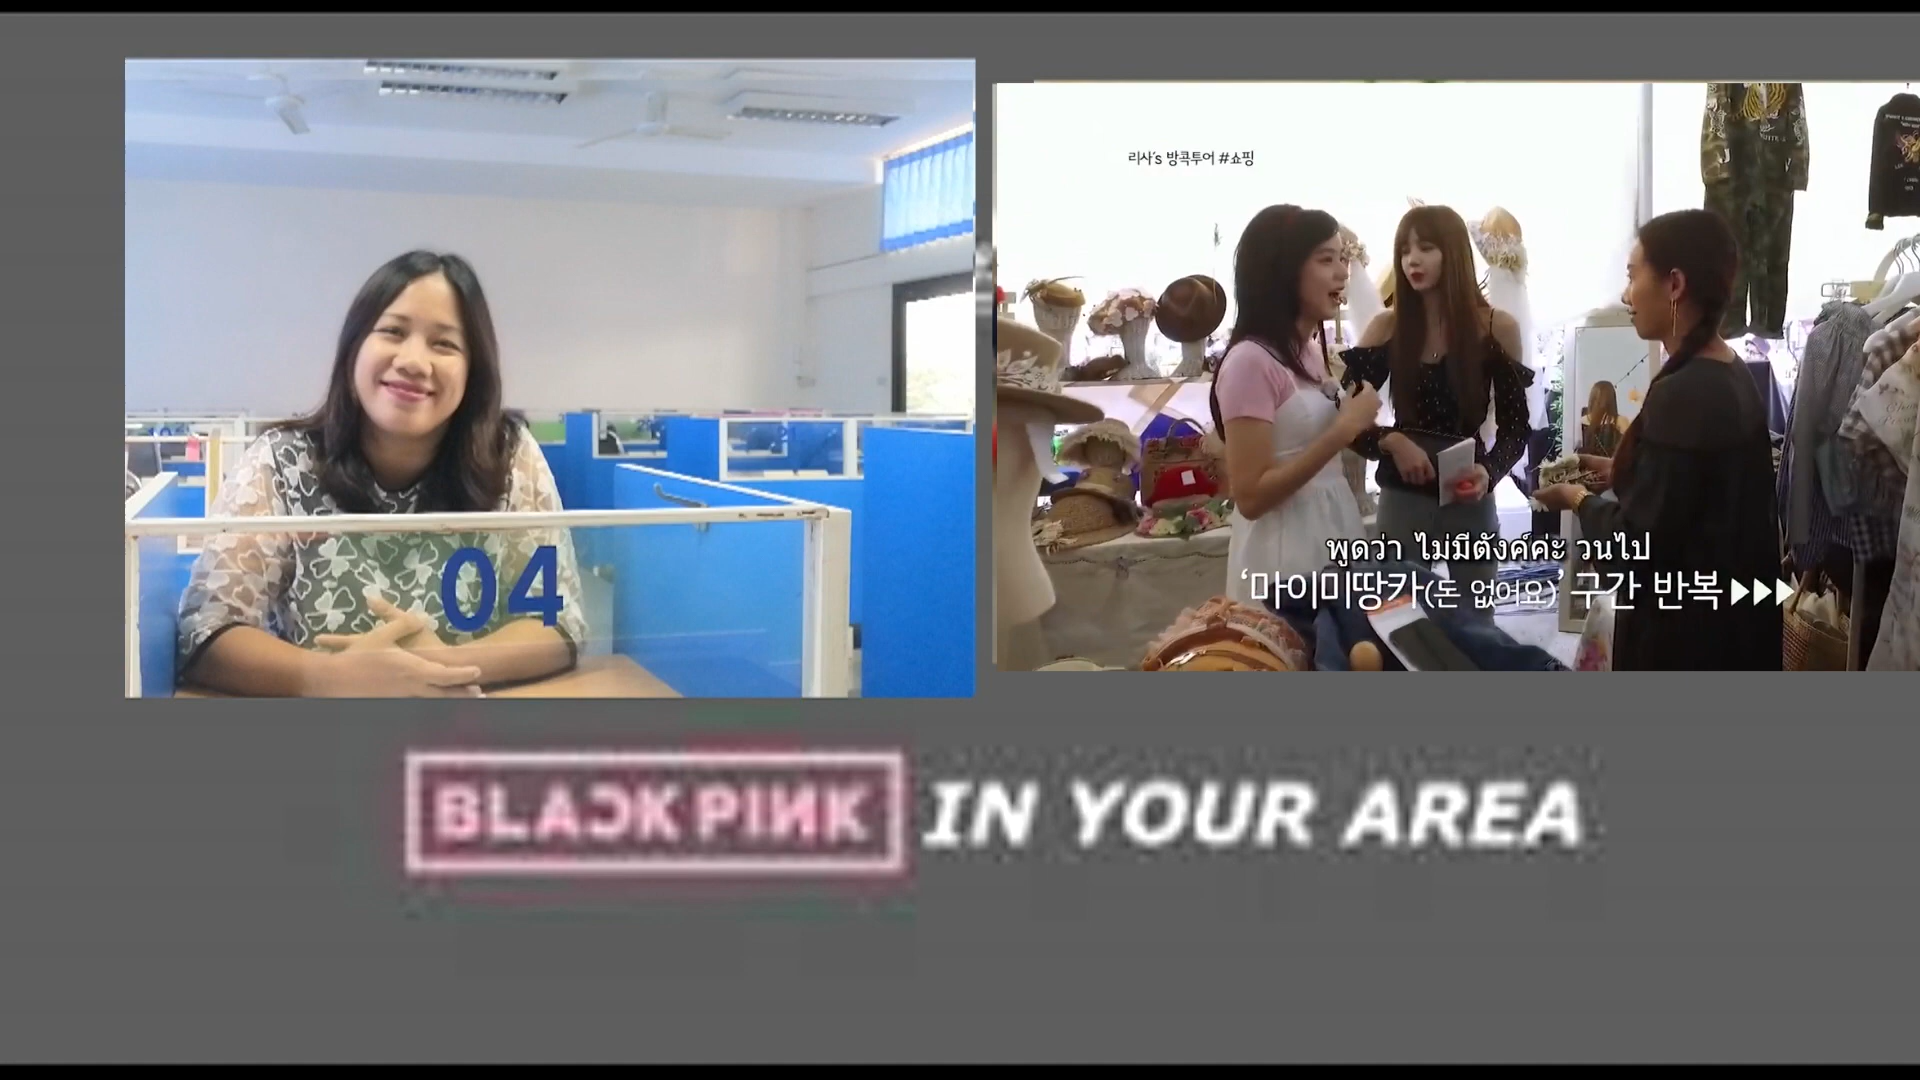 04
리사's 방콕투어 #쇼핑
พูดว่า ไม่มีตังค์ค่ะ วนไป
'마이미땅카(돈 없어요)' 구간 반복▶▶▶
BLACKPINK IN YOUR AREA